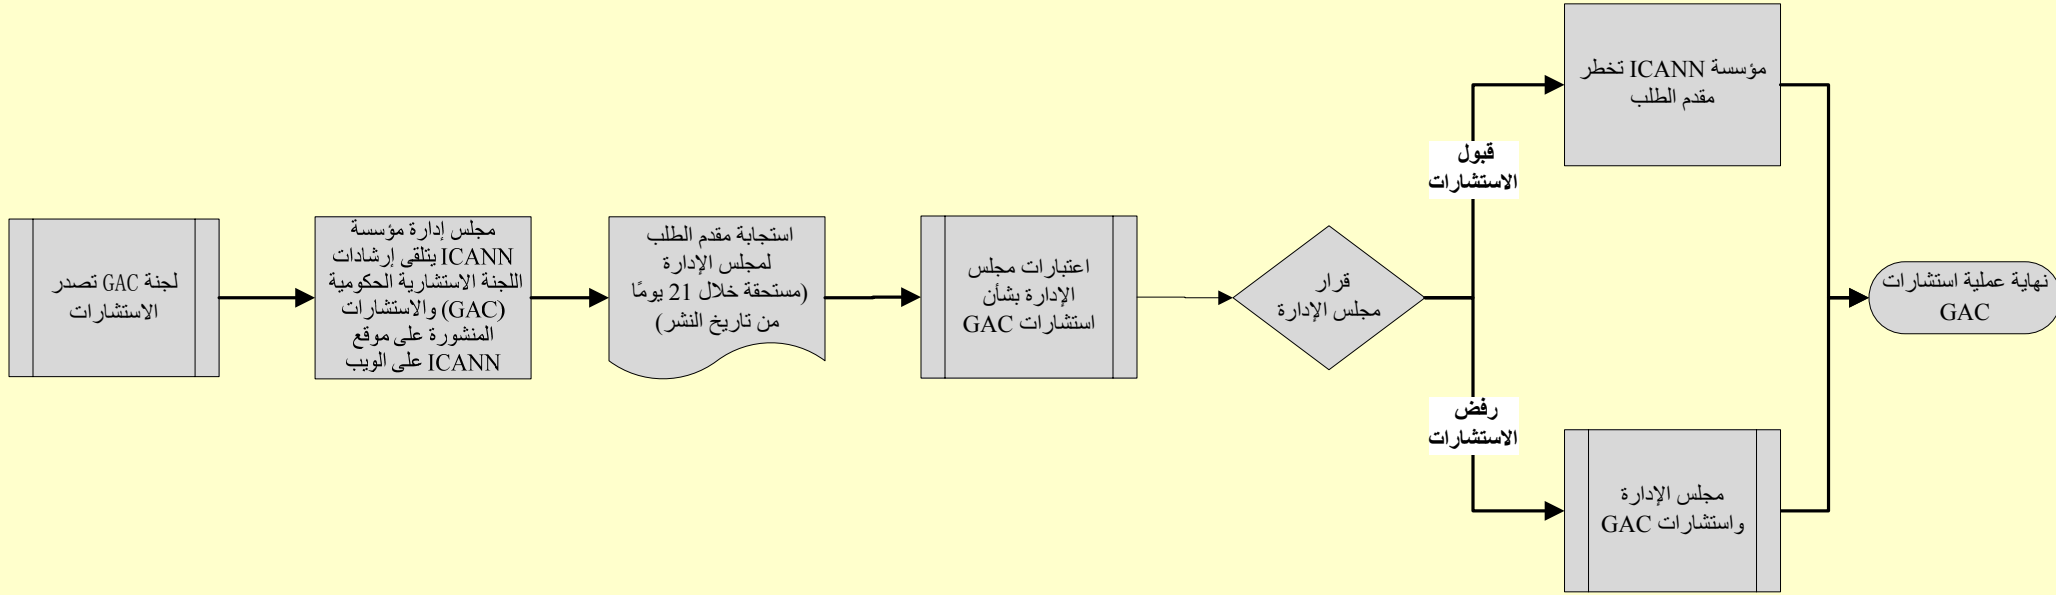 لجنة GAC تصدر
الاستشارات
مجلس إدارة مؤسسة
ICANN يتلقى إرشادات
اللجنة الاستشارية الحكومية
(GAC) والاستشارات
المنشورة على موقع
ICANN على الويب
استجابة مقدم الطلب
لمجلس الإدارة
(مستحقة خلال 21 يومًا
من تاريخ النشر)
اعتبارات مجلس
الإدارة بشأن
استشارات GAC
قرار
مجلس الإدارة
قبول
الاستشارات
مؤسسة ICANN تخطر
مقدم الطلب
رفض
الاستشارات
مجلس الإدارة
واستشارات GAC
نهاية عملية استشارات
GAC